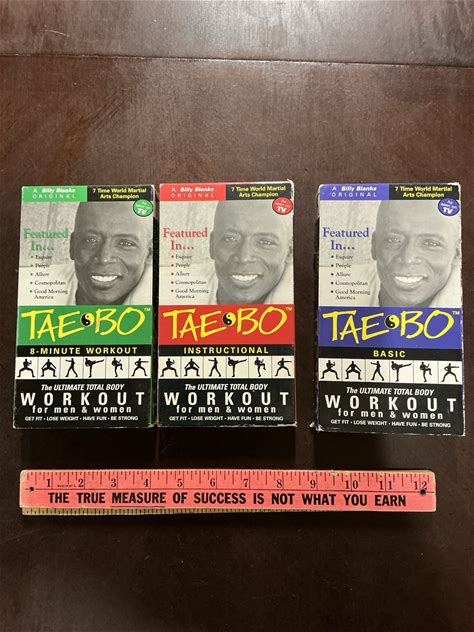 A Billy Blanks ORIGINAL
7 Time World Martial Arts Champion
TV
Featured In...
• Esquire
• People
• Allure
• Cosmopolitan
• Good Morning America
TAE BO™
8-MINUTE WORKOUT
The ULTIMATE TOTAL BODY
WORKOUT
for men & women
GET FIT • LOSE WEIGHT • HAVE FUN • BE STRONG
A Billy Blanks ORIGINAL
7 Time World Martial Arts Champion
TV
Featured In...
• Esquire
• People
• Allure
• Cosmopolitan
• Good Morning America
TAE BO™
INSTRUCTIONAL
The ULTIMATE TOTAL BODY
WORKOUT
for men & women
GET FIT • LOSE WEIGHT • HAVE FUN • BE STRONG
A Billy Blanks ORIGINAL
7 Time World Martial Arts Champion
TV
Featured In...
• Esquire
• People
• Allure
• Cosmopolitan
• Good Morning America
TAE BO™
BASIC
The ULTIMATE TOTAL BODY
WORKOUT
for men & women
GET FIT • LOSE WEIGHT • HAVE FUN • BE STRONG
1 2 3 4 5 6 7 8 9 10 11 12
THE TRUE MEASURE OF SUCCESS IS NOT WHAT YOU EARN